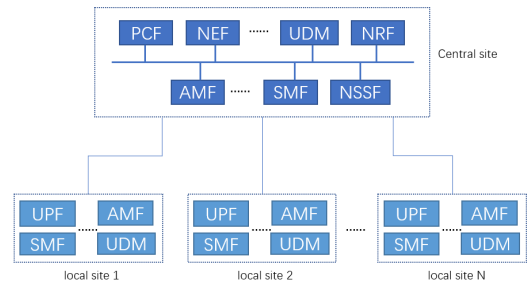 PCF NEF ······ UDM NRF
Central site
AMF ······ SMF NSSF
UPF AMF UPF AMF UPF AMF
······ ······ ······ ······
SMF UDM SMF UDM SMF UDM
local site 1 local site 2 local site N